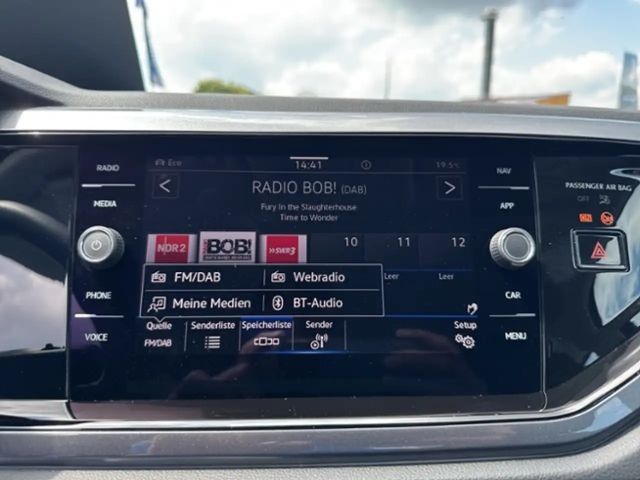 RADIO
MEDIA
PHONE
VOICE
Eco
14:41
19.5°C
RADIO BOB! (DAB)
Fury In the Slaughterhouse
Time to Wonder
NDR 2
BOB!
SWR3
10
11
12
Leer
Leer
FM/DAB
Webradio
Meine Medien
BT-Audio
Quelle
FM/DAB
Senderliste
Speicherliste
Sender
Setup
NAV
APP
CAR
MENU
PASSENGER AIR BAG
OFF